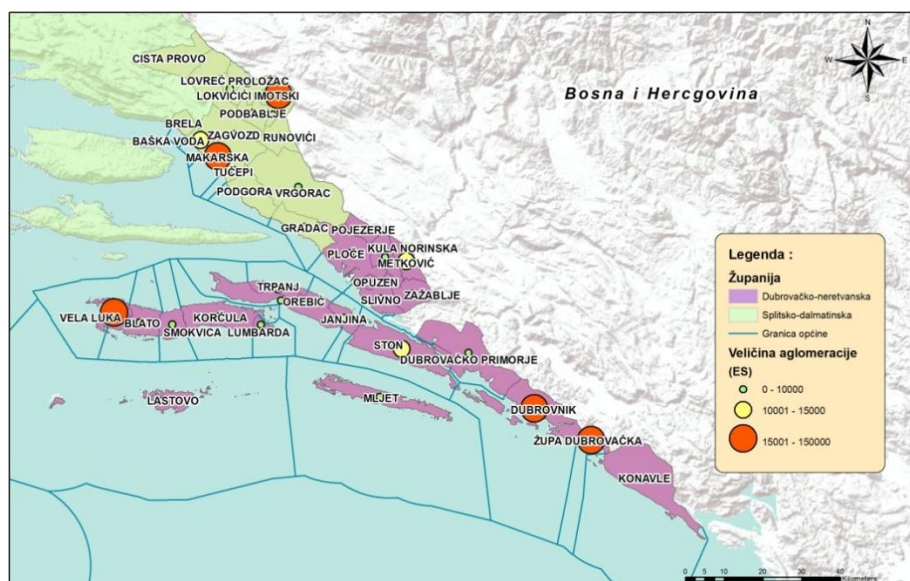 N
W E
S
CISTA PROVO
LOVREĆ PROLOŽAC
LOKVIČIĆI IMOTSKI
PODBABLJE
Bosna i Hercgovina
BRELA
ZAGVOZD RUNOVIĆI
BAŠKA VODA
MAKARSKA
TUČEPI
PODGORA VRGORAC
GRADAC POJEZERJE
PLOČE KULA NORINSKA
METKOVIĆ
OPUZEN
SLIVNO ZAŽABLJE
TRPANJ
OREBIĆ
VELA LUKA
BLATO
KORČULA
SMOKVICA LUMBARDA
JANJINA
STON
DUBROVAČKO PRIMORJE
LASTOVO
MLJET
DUBROVNIK
ŽUPA DUBROVAČKA
KONAVLE
Legenda :
Županija
Dubrovačko-neretvanska
Splitsko-dalmatinska
Granica općine
Veličina aglomeracije
(ES)
0 - 10000
10001 - 15000
15001 - 150000
0 5 10 20 30 40
Kilometers